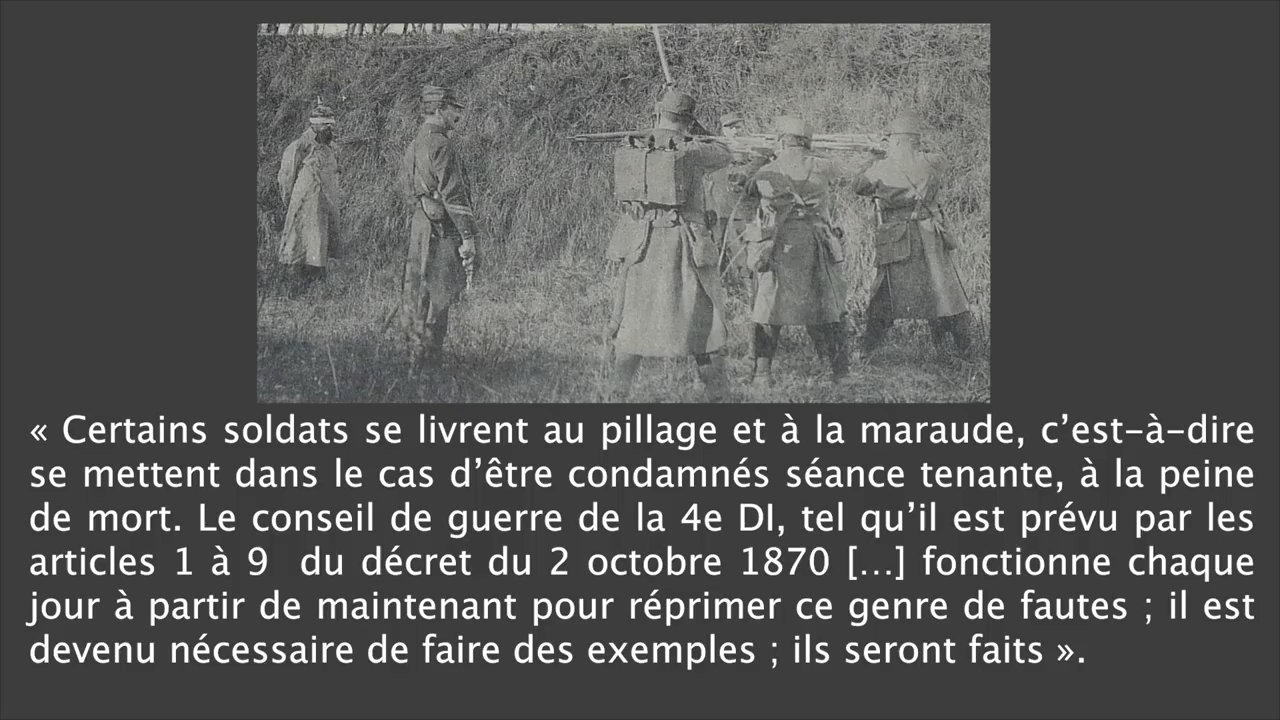 « Certains soldats se livrent au pillage et à la maraude, c’est–à–dire
se mettent dans le cas d’être condamnés séance tenante, à la peine
de mort. Le conseil de guerre de la 4e DI, tel qu’il est prévu par les
articles 1 à 9  du décret du 2 octobre 1870 […] fonctionne chaque
jour à partir de maintenant pour réprimer ce genre de fautes ; il est
devenu nécessaire de faire des exemples ; ils seront faits ».